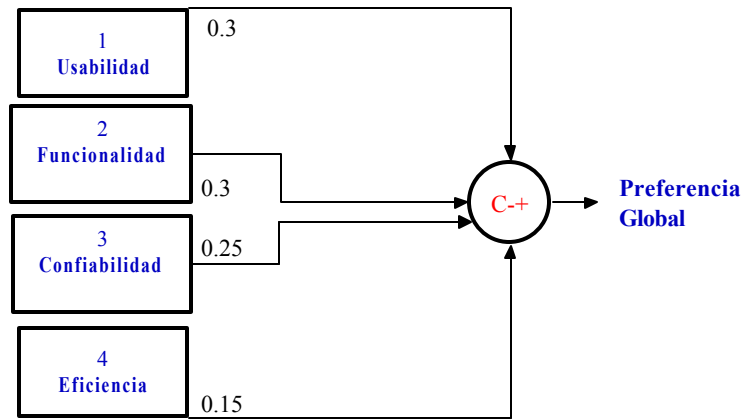 1
Usabilidad
0.3
2
Funcionalidad
0.3
3
Confiabilidad
0.25
4
Eficiencia
0.15
C-+
Preferencia
Global